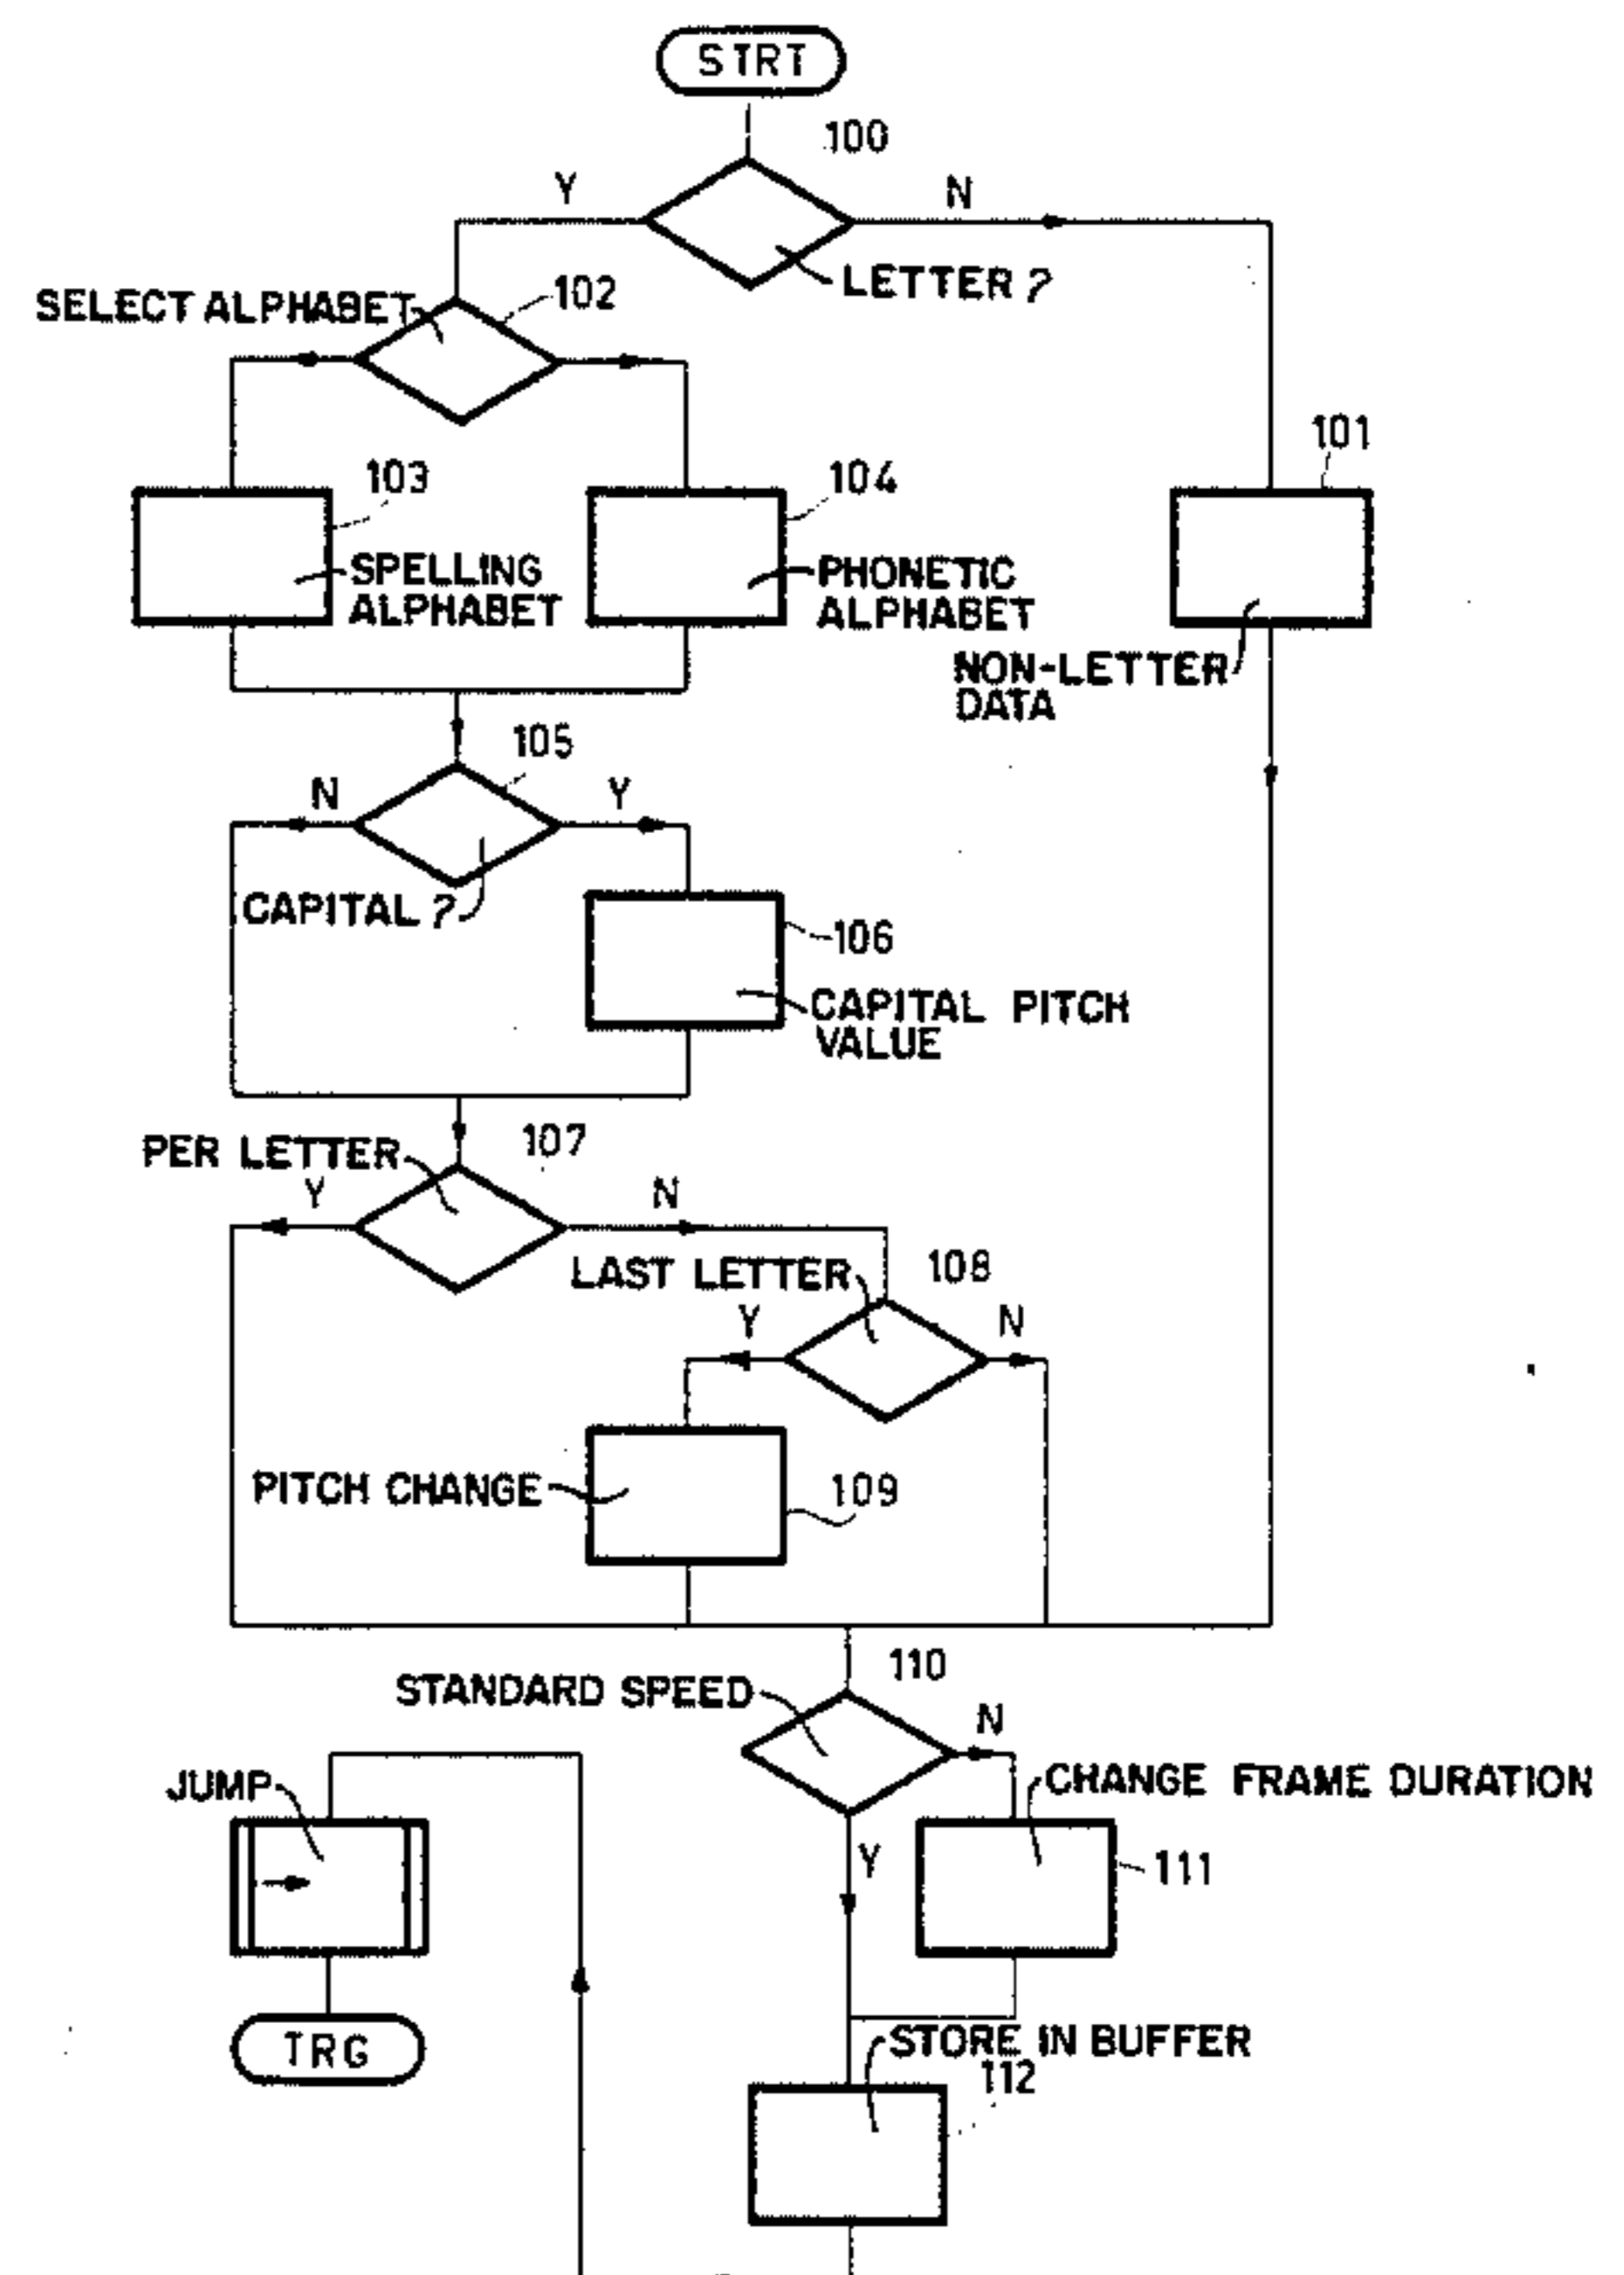 STRT
100
Y
N
LETTER ?
SELECT ALPHABET
102
101
103
104
SPELLING
ALPHABET
PHONETIC
ALPHABET
NON-LETTER
DATA
105
N
Y
CAPITAL ?
106
CAPITAL PITCH
VALUE
107
PER LETTER
Y
N
LAST LETTER
108
Y
N
PITCH CHANGE
109
110
STANDARD SPEED
N
JUMP
CHANGE FRAME DURATION
Y
111
TRG
STORE IN BUFFER
112